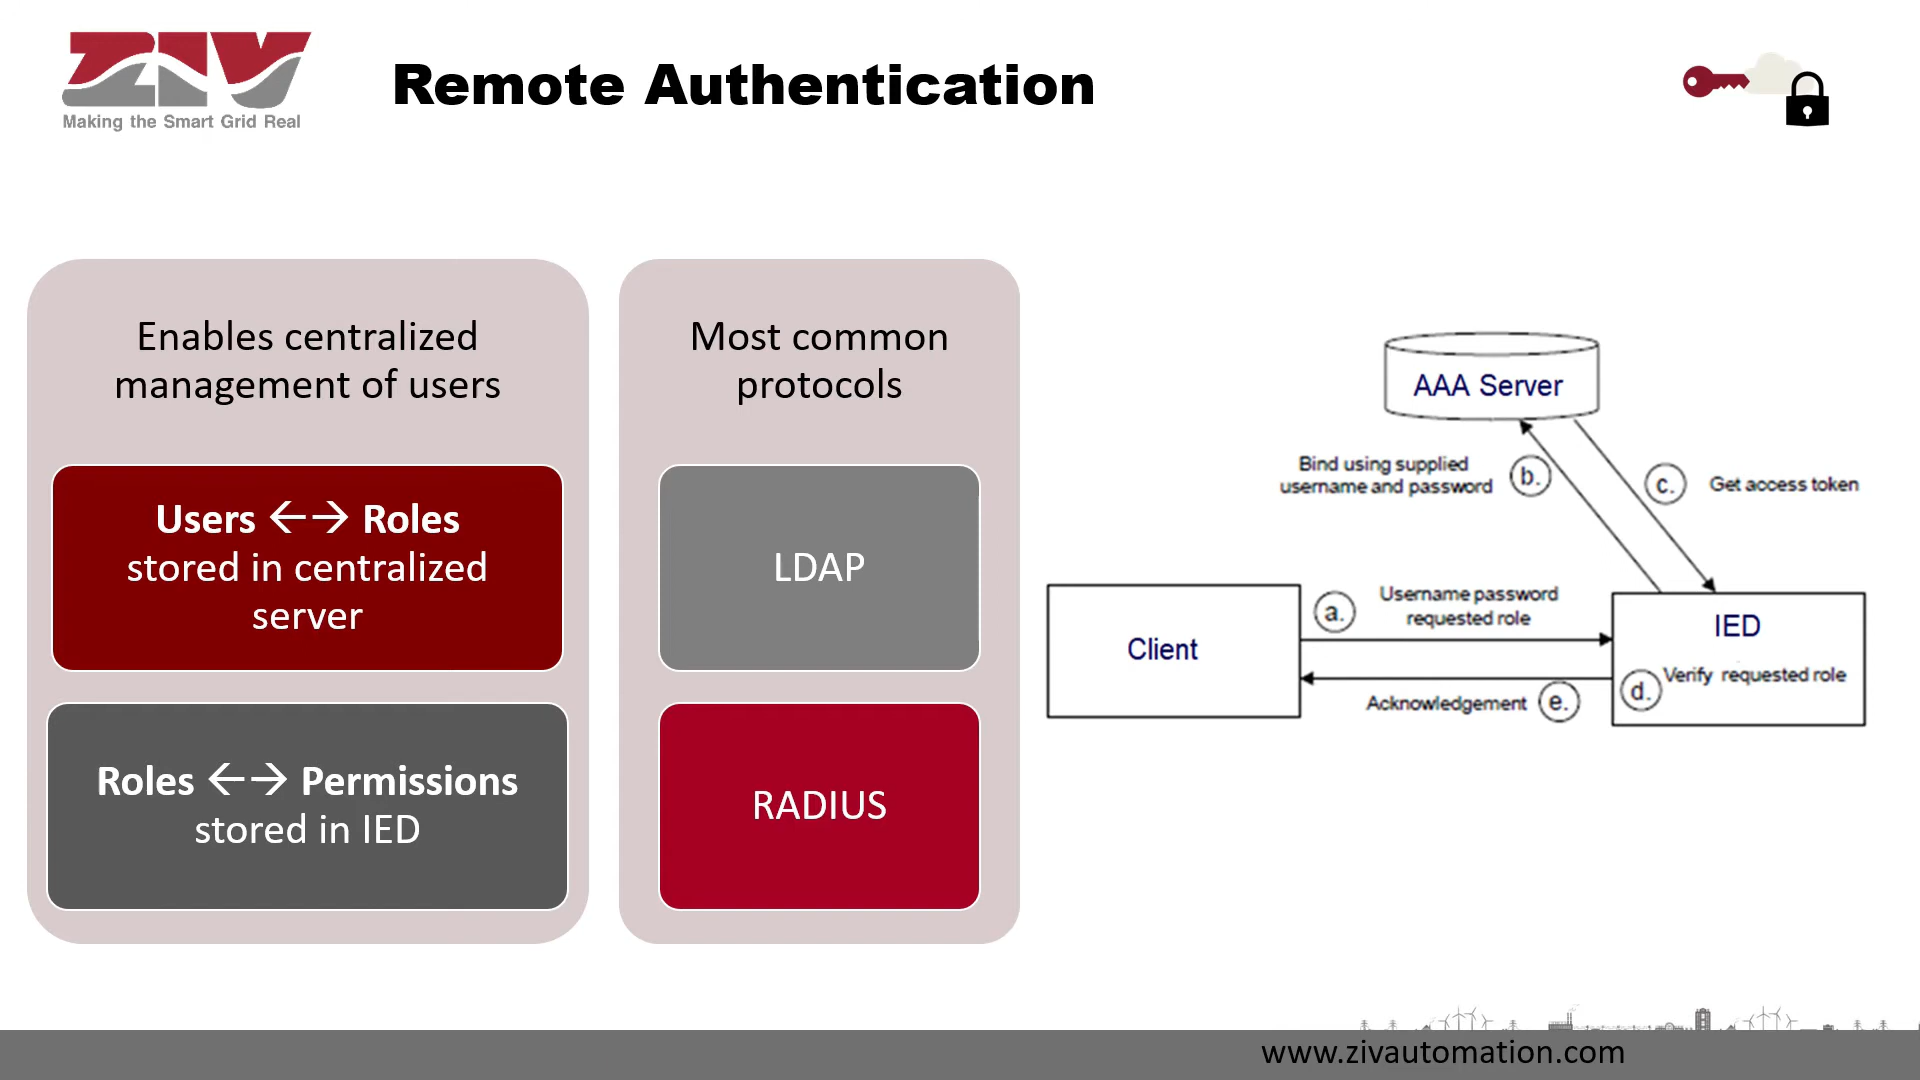 ZIV
Making the Smart Grid Real
Remote Authentication
Enables centralized
management of users
Users ←→ Roles
stored in centralized
server
Roles ←→ Permissions
stored in IED
Most common
protocols
LDAP
RADIUS
AAA Server
Bind using supplied
username and password
b.
c.
Get access token
Client
a.
Username password
requested role
IED
Verify requested role
d.
Acknowledgement
e.
www.zivautomation.com